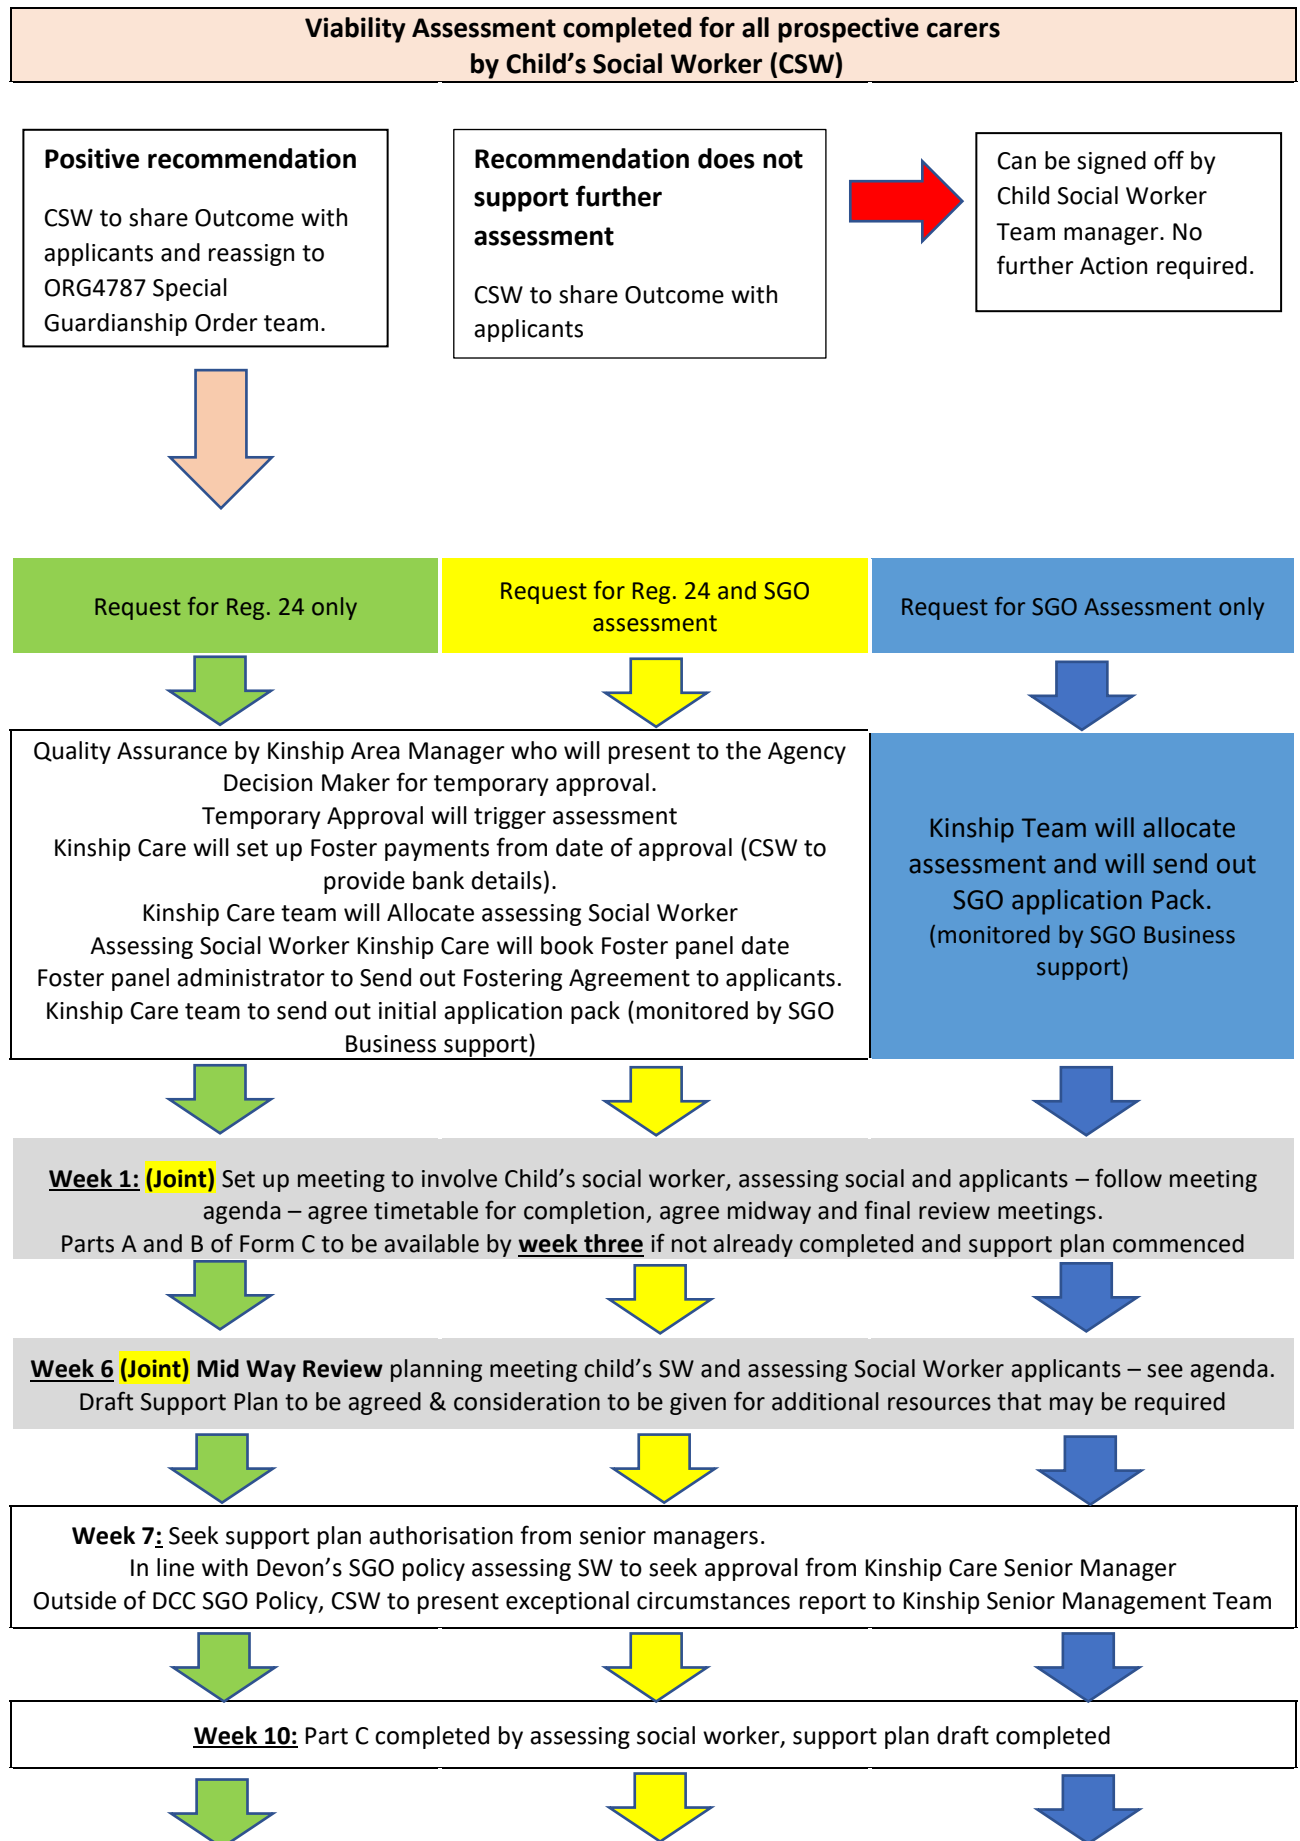 Viability Assessment completed for all prospective carers
by Child's Social Worker (CSW)
Positive recommendation
CSW to share Outcome with
applicants and reassign to
ORG4787 Special
Guardianship Order team.
Recommendation does not
support further
assessment
CSW to share Outcome with
applicants
Can be signed off by
Child Social Worker
Team manager. No
further Action required.
Request for Reg. 24 only
Request for Reg. 24 and SGO
assessment
Request for SGO Assessment only
Quality Assurance by Kinship Area Manager who will present to the Agency
Decision Maker for temporary approval.
Temporary Approval will trigger assessment
Kinship Care will set up Foster payments from date of approval (CSW to
provide bank details).
Kinship Care team will Allocate assessing Social Worker
Assessing Social Worker Kinship Care will book Foster panel date
Foster panel administrator to Send out Fostering Agreement to applicants.
Kinship Care team to send out initial application pack (monitored by SGO
Business support)
Kinship Team will allocate
assessment and will send out
SGO application Pack.
(monitored by SGO Business
support)
Week 1: (Joint) Set up meeting to involve Child's social worker, assessing social and applicants – follow meeting
agenda – agree timetable for completion, agree midway and final review meetings.
Parts A and B of Form C to be available by week three if not already completed and support plan commenced
Week 6 (Joint) Mid Way Review planning meeting child's SW and assessing Social Worker applicants – see agenda.
Draft Support Plan to be agreed & consideration to be given for additional resources that may be required
Week 7: Seek support plan authorisation from senior managers.
In line with Devon's SGO policy assessing SW to seek approval from Kinship Care Senior Manager
Outside of DCC SGO Policy, CSW to present exceptional circumstances report to Kinship Senior Management Team
Week 10: Part C completed by assessing social worker, support plan draft completed